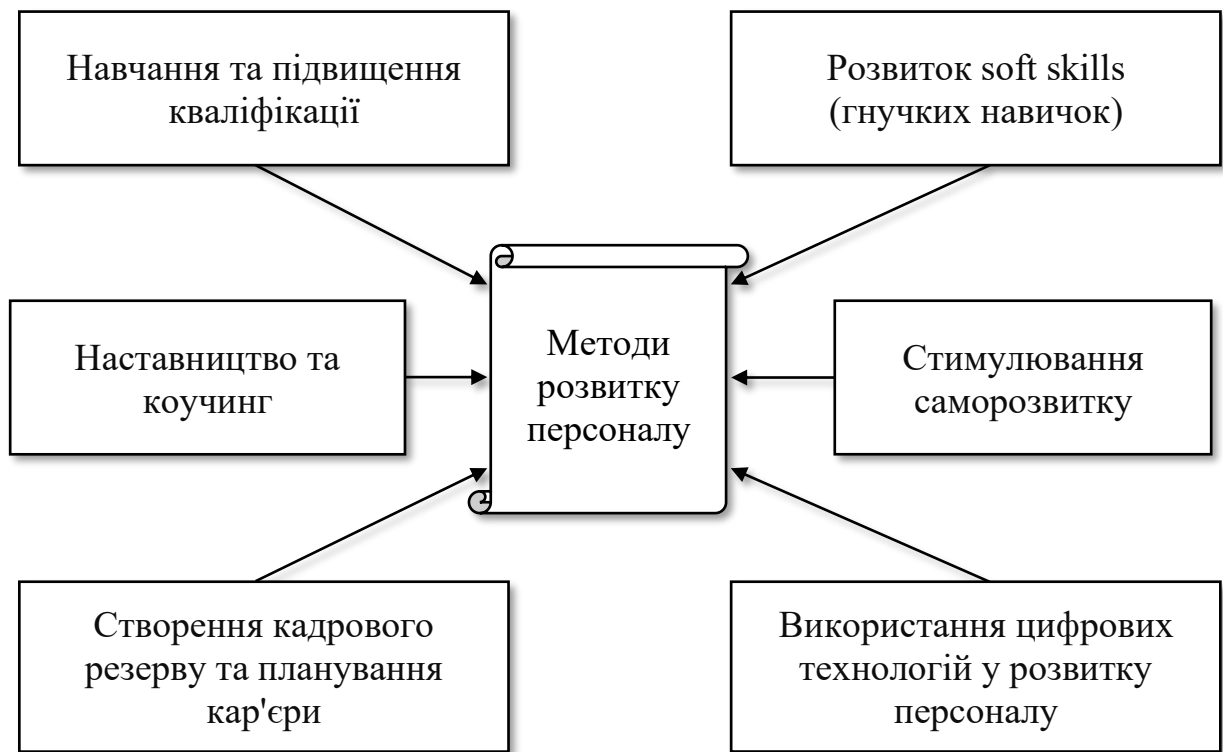 Навчання та підвищення
кваліфікації
Розвиток soft skills
(гнучких навичок)
Наставництво та
коучинг
Методи
розвитку
персоналу
Стимулювання
саморозвитку
Створення кадрового
резерву та планування
кар'єри
Використання цифрових
технологій у розвитку
персоналу